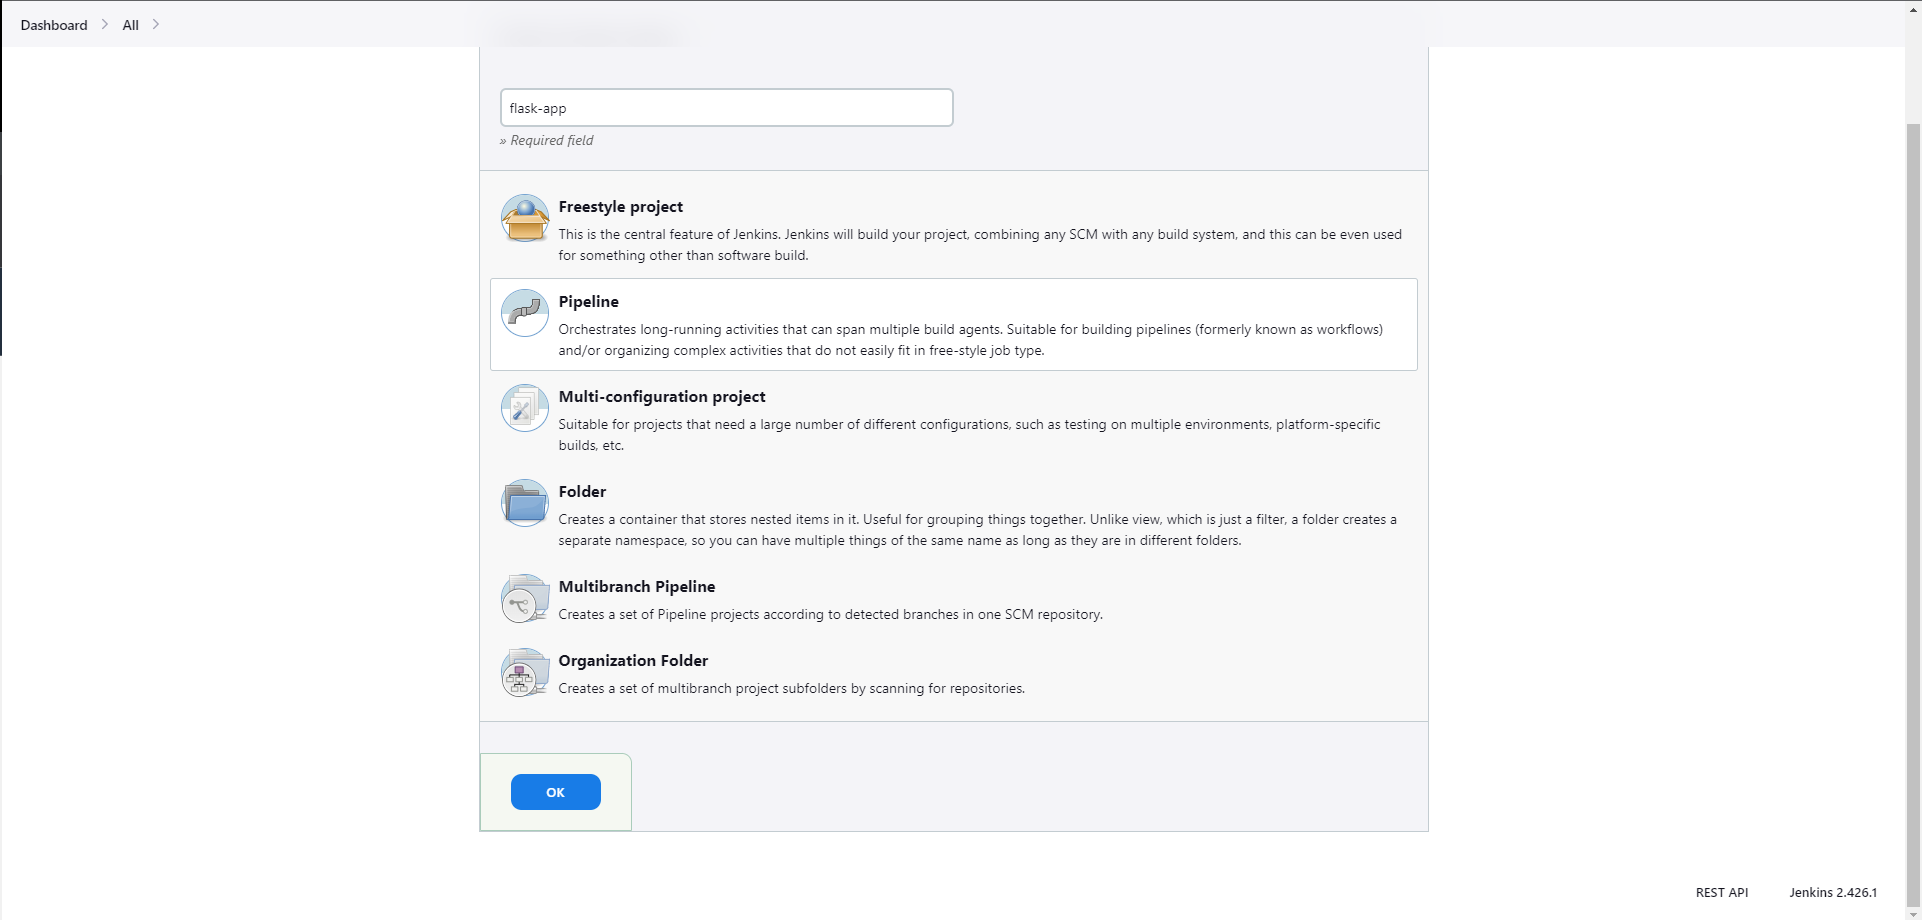 Dashboard > All >
flask-app
» Required field
Freestyle project
This is the central feature of Jenkins. Jenkins will build your project, combining any SCM with any build system, and this can be even used
for something other than software build.
Pipeline
Orchestrates long-running activities that can span multiple build agents. Suitable for building pipelines (formerly known as workflows)
and/or organizing complex activities that do not easily fit in free-style job type.
Multi-configuration project
Suitable for projects that need a large number of different configurations, such as testing on multiple environments, platform-specific
builds, etc.
Folder
Creates a container that stores nested items in it. Useful for grouping things together. Unlike view, which is just a filter, a folder creates a
separate namespace, so you can have multiple things of the same name as long as they are in different folders.
Multibranch Pipeline
Creates a set of Pipeline projects according to detected branches in one SCM repository.
Organization Folder
Creates a set of multibranch project subfolders by scanning for repositories.
OK
REST API Jenkins 2.426.1